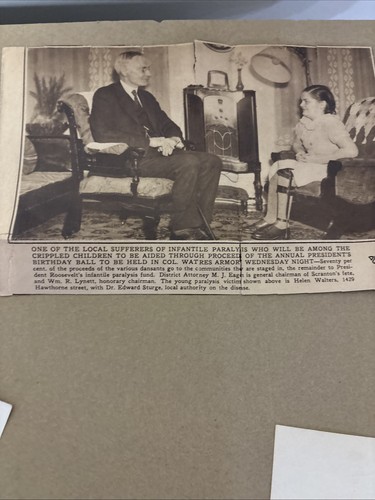 ONE OF THE LOCAL SUFFERERS OF INFANTILE PARALYSIS WHO WILL BE AMONG THE
CRIPPLED CHILDREN TO BE AIDED THROUGH PROCEEDS OF THE ANNUAL PRESIDENT'S
BIRTHDAY BALL TO BE HELD IN COL. WATRES ARMORY WEDNESDAY NIGHT—Seventy per
cent. of the proceeds of the various dansants go to the communities they are staged in, the remainder to Presi-
dent Roosevelt's infantile paralysis fund. District Attorney M. J. Eagen is general chairman of Scranton's fete,
and Wm. R. Lynett, honorary chairman. The young paralysis victim shown above is Helen Walters, 1429
Hawthorne street, with Dr. Edward Sturge, local authority on the disease.